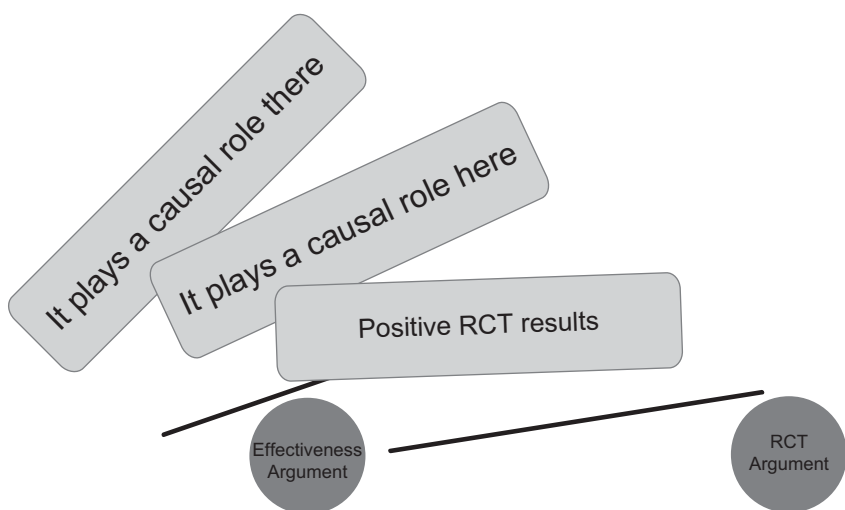 It plays a causal role there
It plays a causal role here
Positive RCT results
Effectiveness
Argument
RCT
Argument